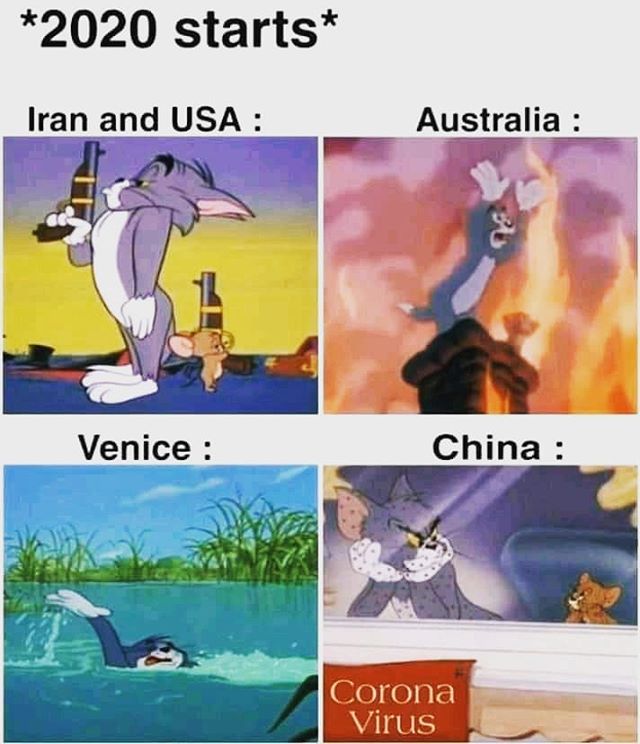 *2020 starts*
Iran and USA :
Australia :
Venice :
China :
Corona
Virus